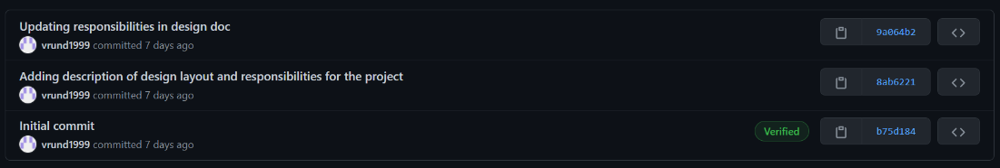 Updating responsibilities in design doc
9a064b2
vrund1999 committed 7 days ago
Adding description of design layout and responsibilities for the project
8ab6221
vrund1999 committed 7 days ago
Initial commit
Verified
b75d184
vrund1999 committed 7 days ago